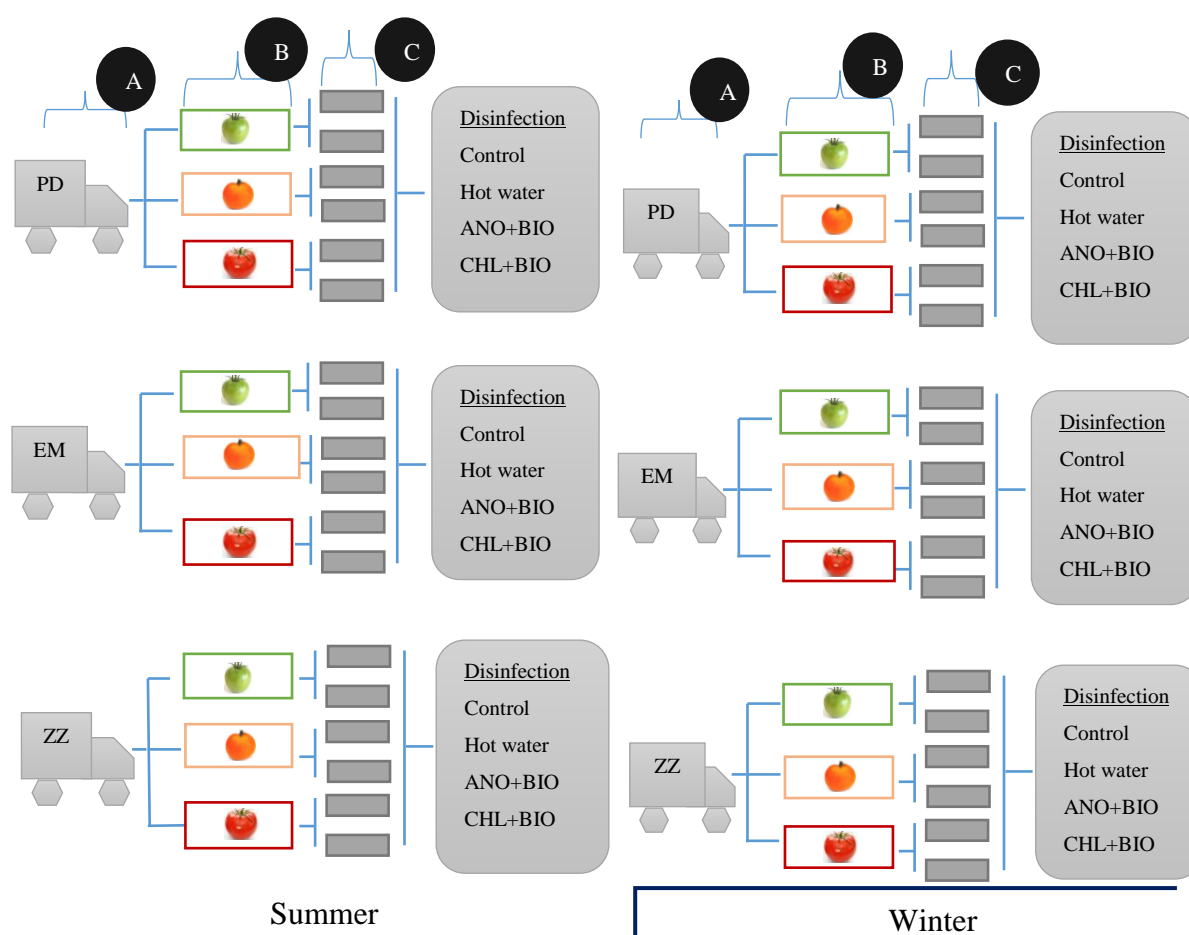 A
B
C
PD
Disinfection
Control
Hot water
ANO+BIO
CHL+BIO
EM
Disinfection
Control
Hot water
ANO+BIO
CHL+BIO
ZZ
Disinfection
Control
Hot water
ANO+BIO
CHL+BIO
Summer
A
B
C
PD
Disinfection
Control
Hot water
ANO+BIO
CHL+BIO
EM
Disinfection
Control
Hot water
ANO+BIO
CHL+BIO
ZZ
Disinfection
Control
Hot water
ANO+BIO
CHL+BIO
Winter